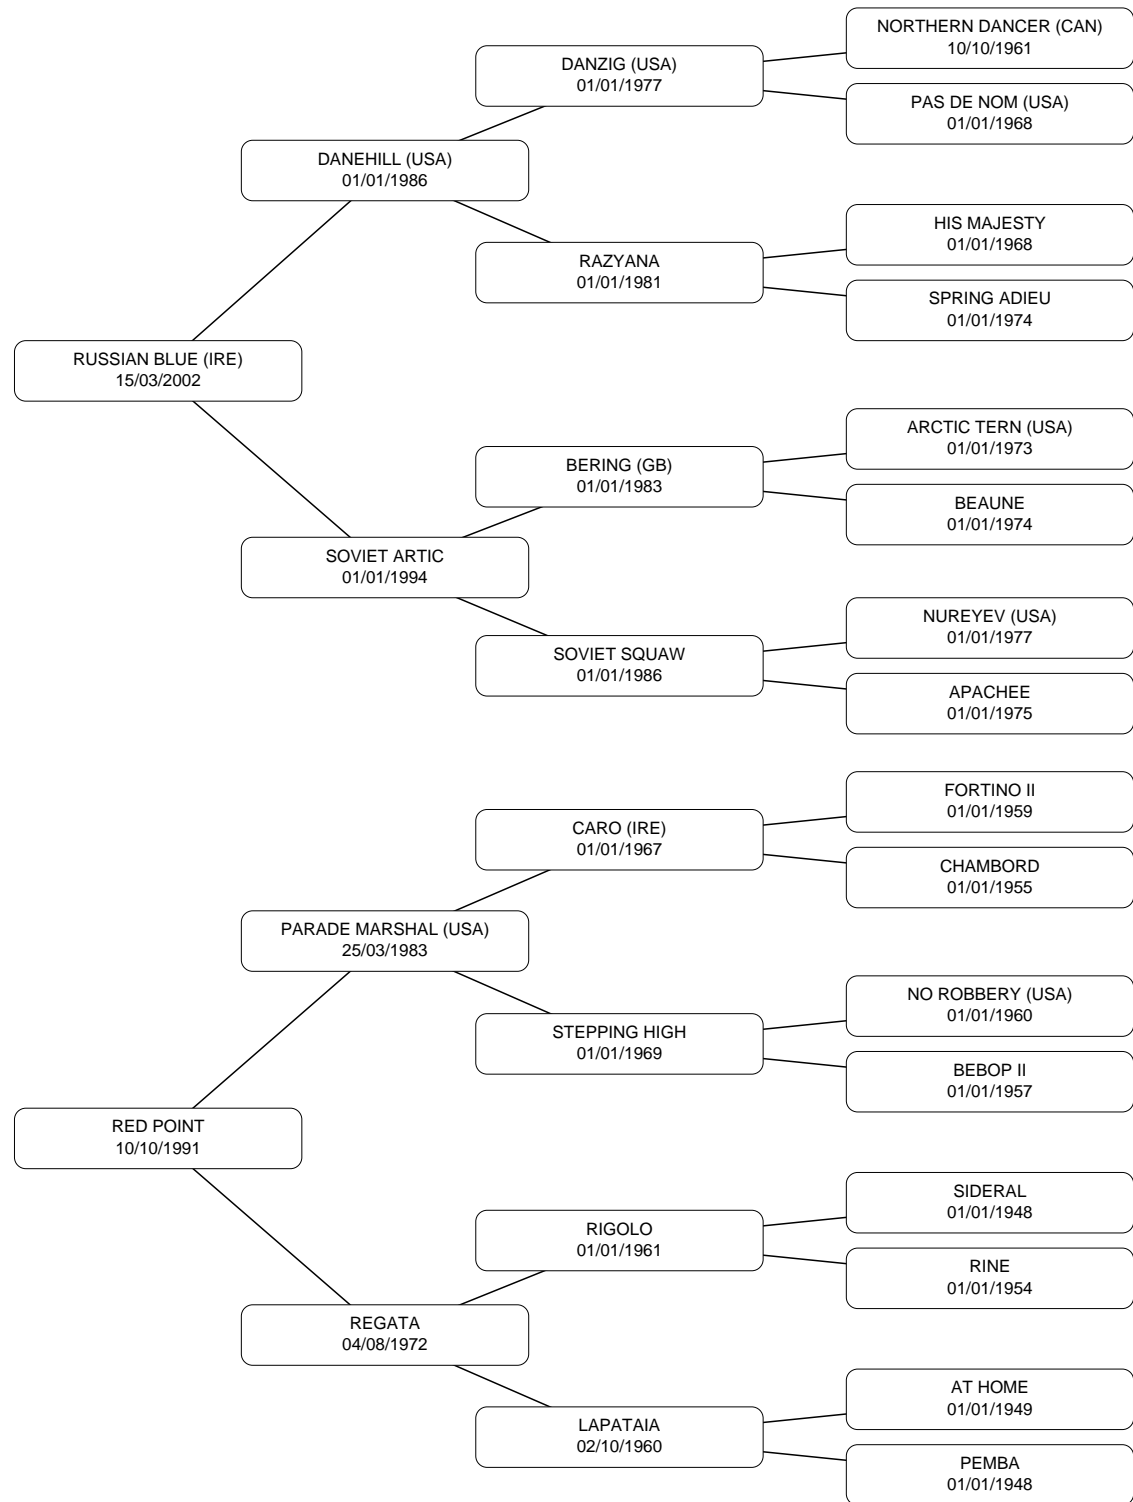 NORTHERN DANCER (CAN)
10/10/1961
DANZIG (USA)
01/01/1977
PAS DE NOM (USA)
01/01/1968
DANEHILL (USA)
01/01/1986
HIS MAJESTY
01/01/1968
RAZYANA
01/01/1981
SPRING ADIEU
01/01/1974
RUSSIAN BLUE (IRE)
15/03/2002
ARCTIC TERN (USA)
01/01/1973
BERING (GB)
01/01/1983
BEAUNE
01/01/1974
SOVIET ARTIC
01/01/1994
NUREYEV (USA)
01/01/1977
SOVIET SQUAW
01/01/1986
APACHEE
01/01/1975
FORTINO II
01/01/1959
CARO (IRE)
01/01/1967
CHAMBORD
01/01/1955
PARADE MARSHAL (USA)
25/03/1983
NO ROBBERY (USA)
01/01/1960
STEPPING HIGH
01/01/1969
BEBOP II
01/01/1957
RED POINT
10/10/1991
SIDERAL
01/01/1948
RIGOLO
01/01/1961
RINE
01/01/1954
REGATA
04/08/1972
AT HOME
01/01/1949
LAPATAIA
02/10/1960
PEMBA
01/01/1948